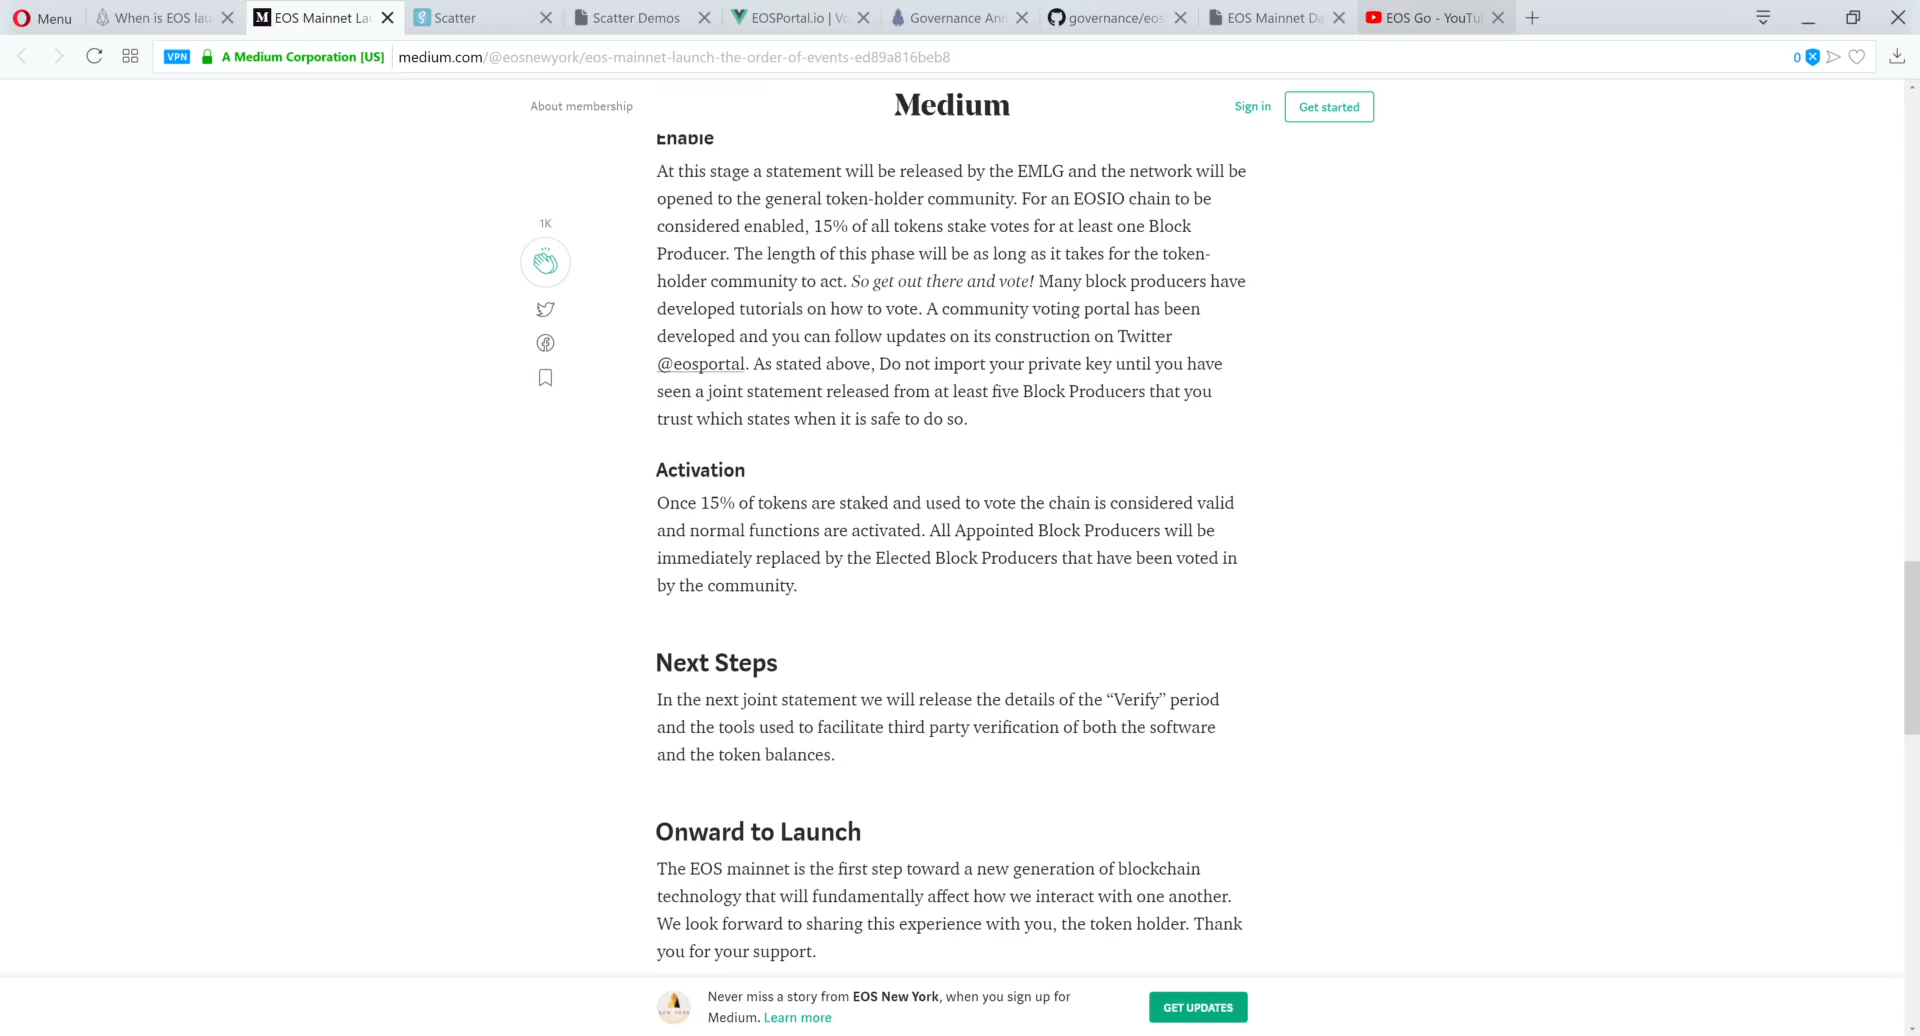 Menu
When is EOS lau
EOS Mainnet La
Scatter
Scatter Demos
EOSPortal.io | Vo
Governance Ann
governance/eos
EOS Mainnet Da
EOS Go - YouTu
VPN
A Medium Corporation [US]
medium.com/@eosnewyork/eos-mainnet-launch-the-order-of-events-ed89a816beb8
0
About membership
Medium
Sign in
Get started
Enable
At this stage a statement will be released by the EMLG and the network will be
opened to the general token-holder community. For an EOSIO chain to be
considered enabled, 15% of all tokens stake votes for at least one Block
Producer. The length of this phase will be as long as it takes for the token-
holder community to act. So get out there and vote! Many block producers have
developed tutorials on how to vote. A community voting portal has been
developed and you can follow updates on its construction on Twitter
@eosportal. As stated above, Do not import your private key until you have
seen a joint statement released from at least five Block Producers that you
trust which states when it is safe to do so.
1K
Activation
Once 15% of tokens are staked and used to vote the chain is considered valid
and normal functions are activated. All Appointed Block Producers will be
immediately replaced by the Elected Block Producers that have been voted in
by the community.
Next Steps
In the next joint statement we will release the details of the “Verify” period
and the tools used to facilitate third party verification of both the software
and the token balances.
Onward to Launch
The EOS mainnet is the first step toward a new generation of blockchain
technology that will fundamentally affect how we interact with one another.
We look forward to sharing this experience with you, the token holder. Thank
you for your support.
NEW YORK
Never miss a story from EOS New York, when you sign up for
Medium. Learn more
GET UPDATES